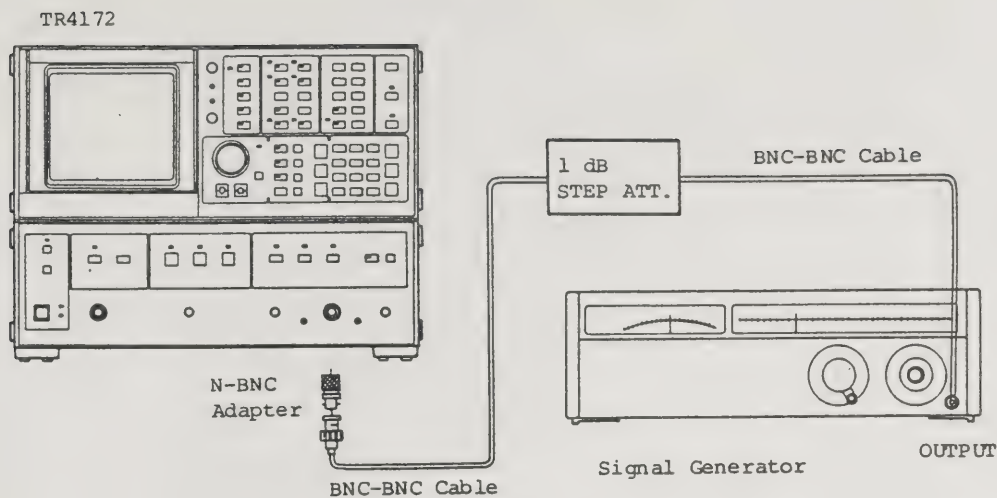 TR4172
1 dB
STEP ATT.
BNC-BNC Cable
N-BNC
Adapter
BNC-BNC Cable
Signal Generator
OUTPUT